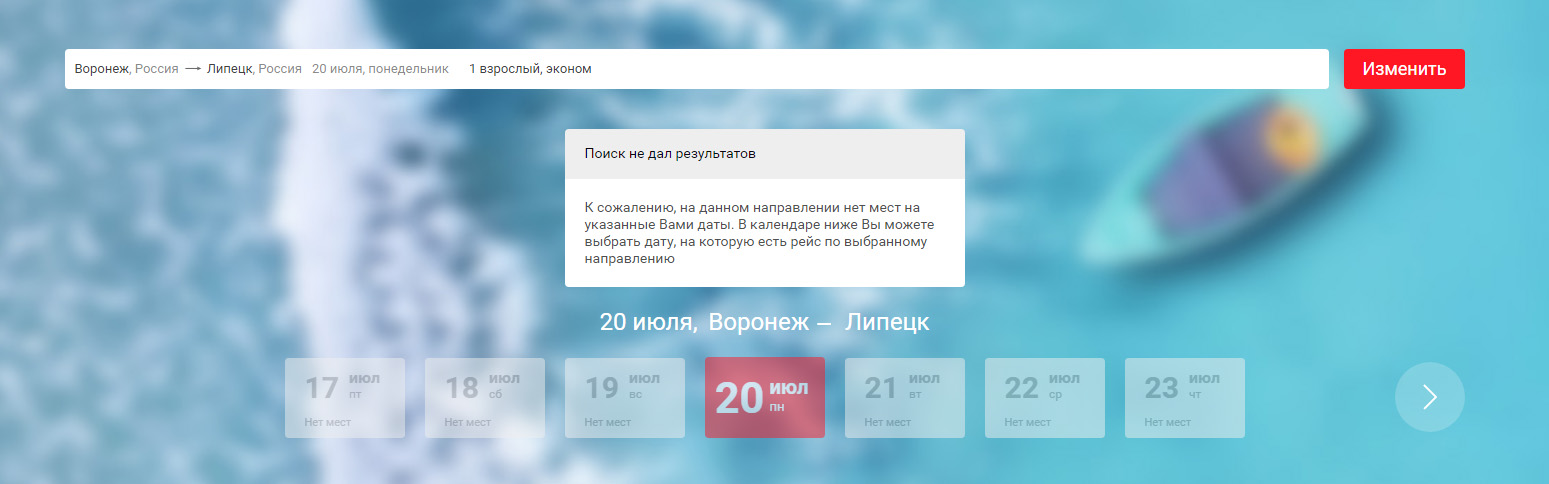 Воронеж, Россия → Липецк, Россия 20 июля, понедельник 1 взрослый, эконом
Изменить
Поиск не дал результатов
К сожалению, на данном направлении нет мест на
указанные Вами даты. В календаре ниже Вы можете
выбрать дату, на которую есть рейс по выбранному
направлению
20 июля, Воронеж – Липецк
17 июл пт
Нет мест
18 июл сб
Нет мест
19 июл вс
Нет мест
20 июл пн
21 июл вт
Нет мест
22 июл ср
Нет мест
23 июл чт
Нет мест